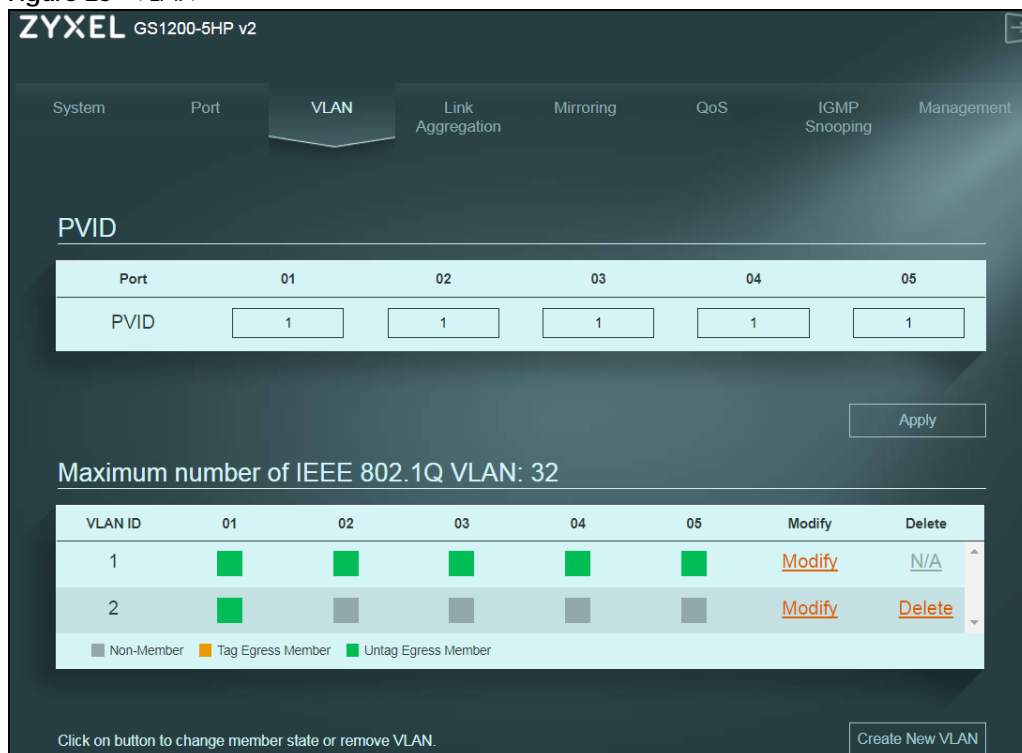 ZYXEL GS1200-5HP v2
System Port VLAN Link Aggregation Mirroring QoS IGMP Snooping Management
PVID
Port 01 02 03 04 05
PVID 1 1 1 1 1
Apply
Maximum number of IEEE 802.1Q VLAN: 32
VLAN ID 01 02 03 04 05 Modify Delete
1 Modify N/A
2 Modify Delete
Non-Member Tag Egress Member Untag Egress Member
Click on button to change member state or remove VLAN.
Create New VLAN